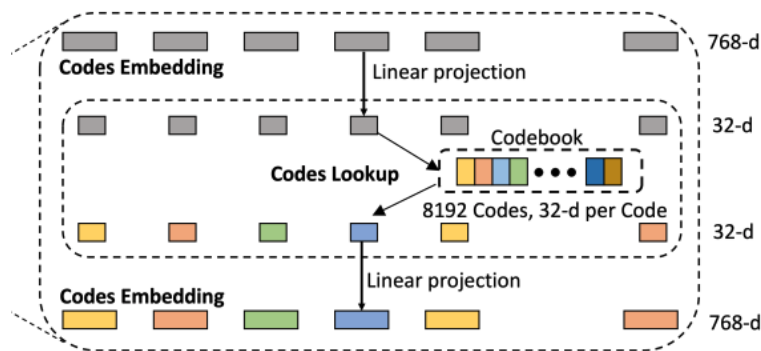 768-d
Codes Embedding
Linear projection
32-d
Codebook
Codes Lookup
8192 Codes, 32-d per Code
32-d
Linear projection
Codes Embedding
768-d